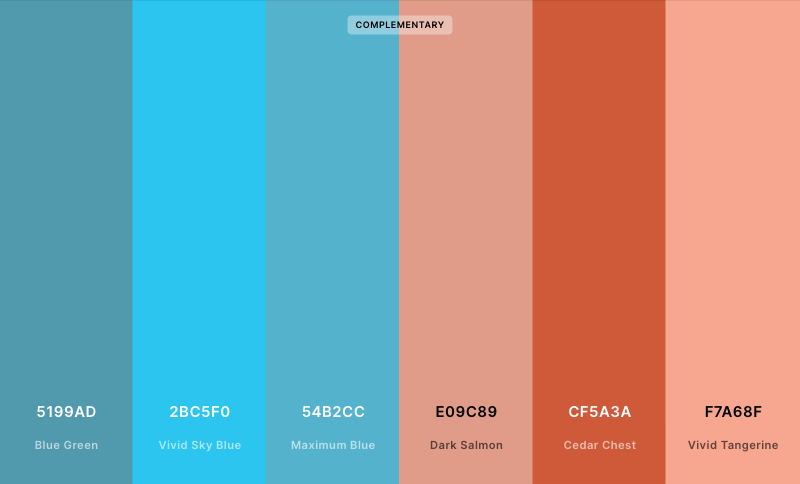 COMPLEMENTARY
5199AD
Blue Green
2BC5F0
Vivid Sky Blue
54B2CC
Maximum Blue
E09C89
Dark Salmon
CF5A3A
Cedar Chest
F7A68F
Vivid Tangerine